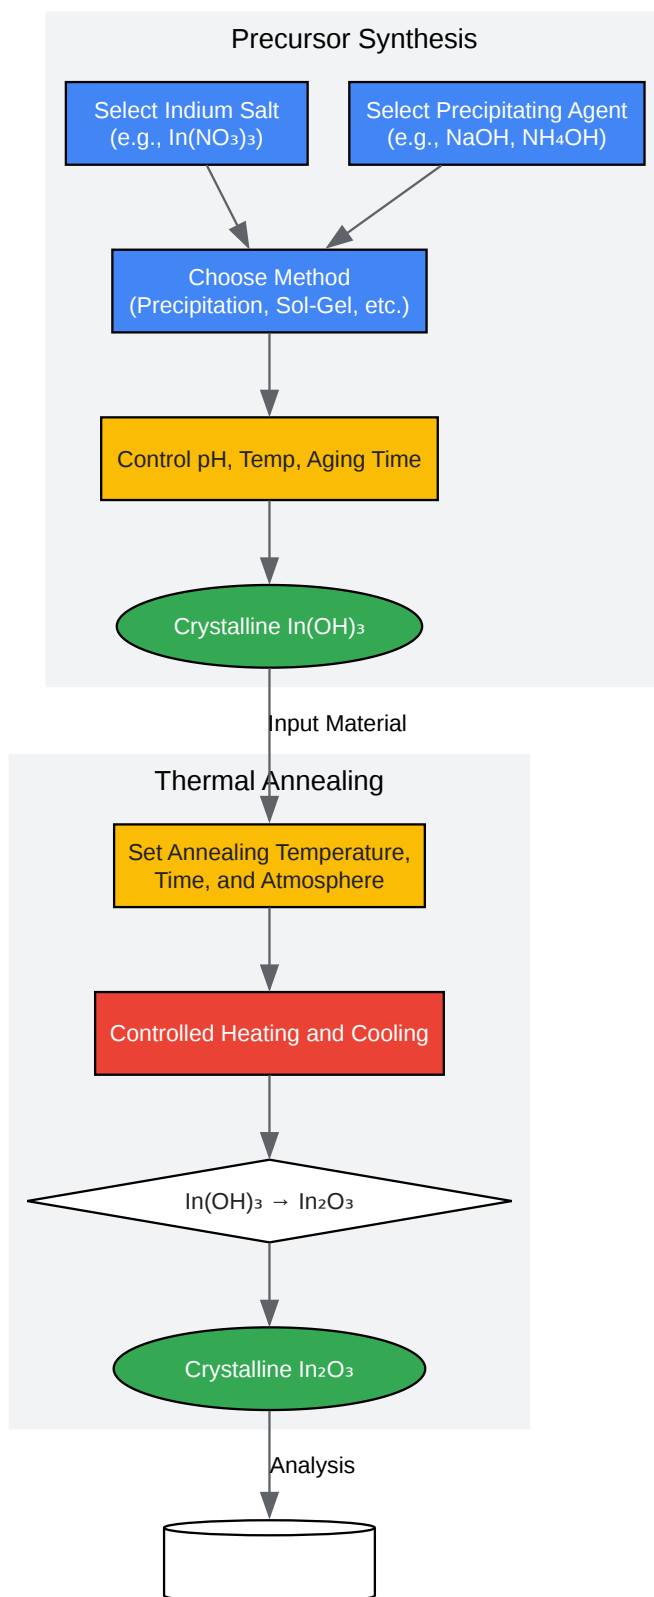 Precursor Synthesis
Select Indium Salt
(e.g., In(NO₃)₃)
Select Precipitating Agent
(e.g., NaOH, NH₄OH)
Choose Method
(Precipitation, Sol-Gel, etc.)
Control pH, Temp, Aging Time
Crystalline In(OH)₃
Input Material
Thermal Annealing
Set Annealing Temperature,
Time, and Atmosphere
Controlled Heating and Cooling
In(OH)₃ → In₂O₃
Crystalline In₂O₃
Analysis